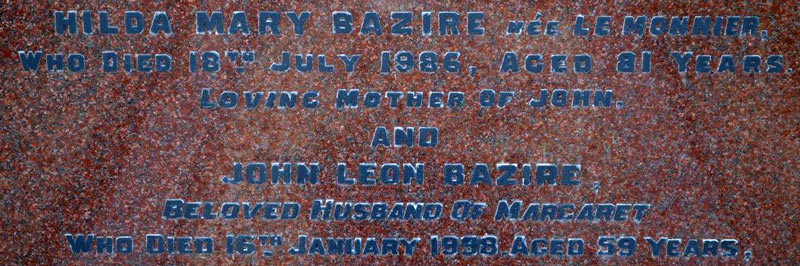 HILDA MARY BAZIRE NÉE LE MONNIER,
WHO DIED 18TH JULY 1986, AGED 81 YEARS.
LOVING MOTHER OF JOHN.
AND
JOHN LEON BAZIRE,
BELOVED HUSBAND OF MARGARET
WHO DIED 16TH JANUARY 1998 AGED 59 YEARS,